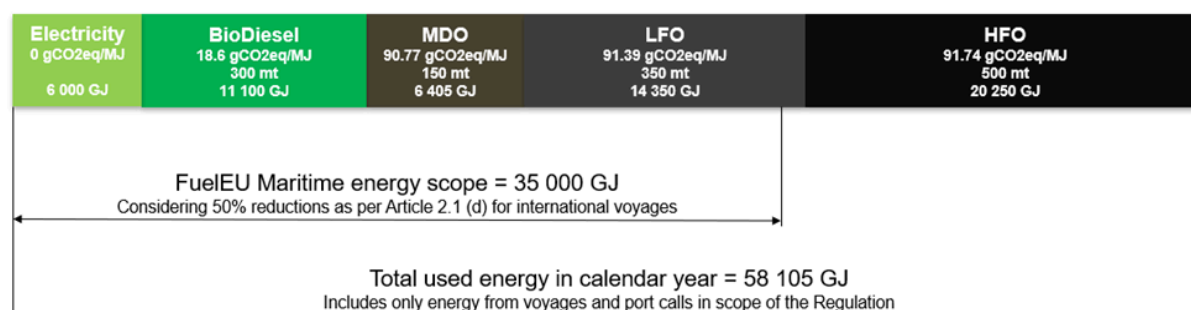 Electricity
0 gCO2eq/MJ
6 000 GJ
BioDiesel
18.6 gCO2eq/MJ
300 mt
11 100 GJ
MDO
90.77 gCO2eq/MJ
150 mt
6 405 GJ
LFO
91.39 gCO2eq/MJ
350 mt
14 350 GJ
HFO
91.74 gCO2eq/MJ
500 mt
20 250 GJ
FuelEU Maritime energy scope = 35 000 GJ
Considering 50% reductions as per Article 2.1 (d) for international voyages
Total used energy in calendar year = 58 105 GJ
Includes only energy from voyages and port calls in scope of the Regulation